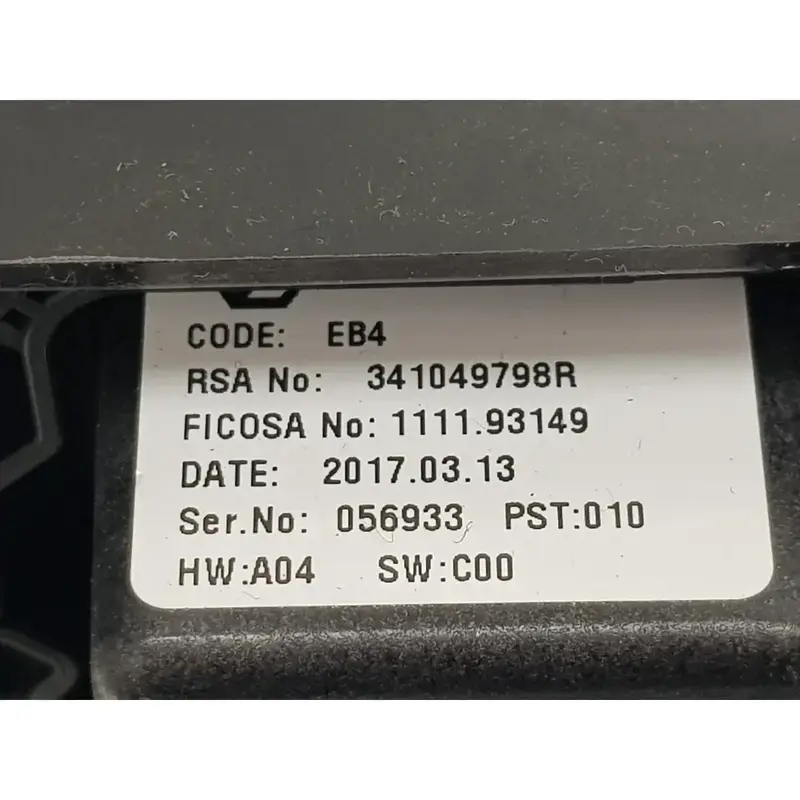 CODE: EB4
RSA No: 341049798R
FICOSA No: 1111.93149
DATE: 2017.03.13
Ser.No: 056933 PST:010
HW:A04 SW:C00